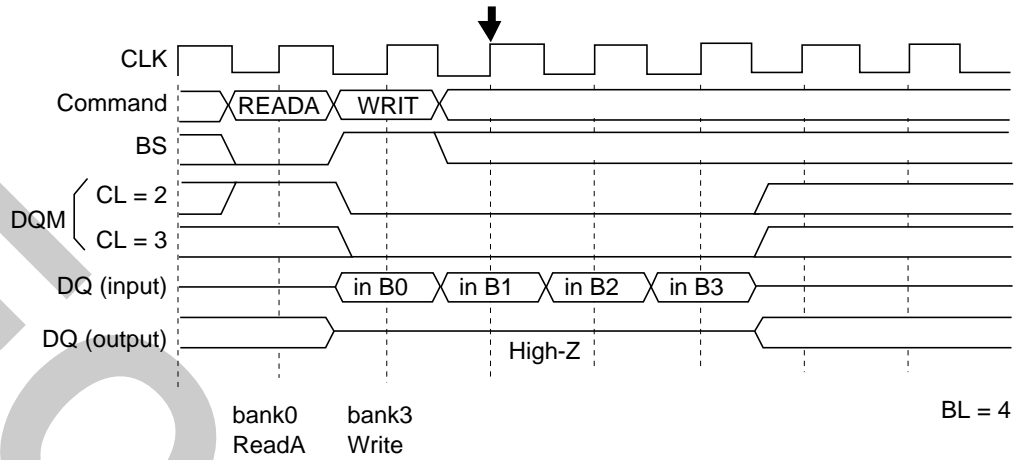 CLK
Command READA WRIT
BS
DQM CL = 2
CL = 3
DQ (input) in B0 in B1 in B2 in B3
DQ (output) High-Z
bank0 bank3 BL = 4
ReadA Write